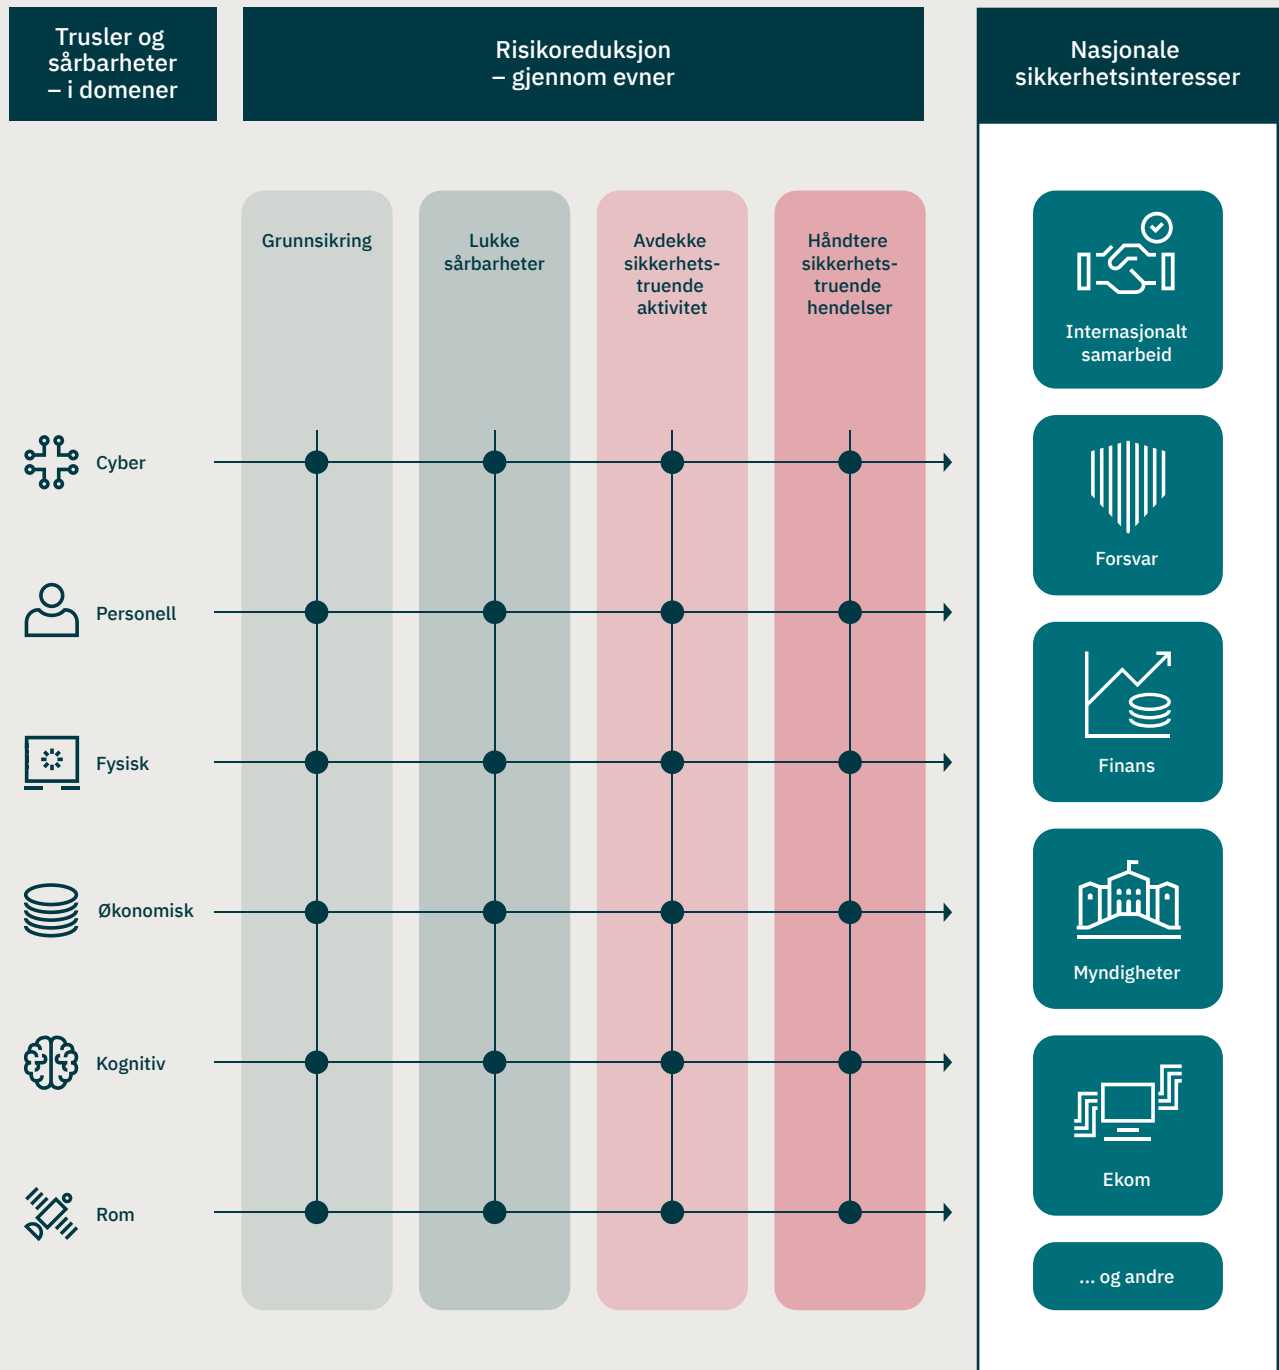 Trusler og
sårbarheter
– i domener
Risikoreduksjon
– gjennom evner
Nasjonale
sikkerhetsinteresser
Grunnsikring
Lukke
sårbarheter
Avdekke
sikkerhets-
truende
aktivitet
Håndtere
sikkerhets-
truende
hendelser
Cyber
Personell
Fysisk
Økonomisk
Kognitiv
Rom
Internasjonalt
samarbeid
Forsvar
Finans
Myndigheter
Ekom
... og andre